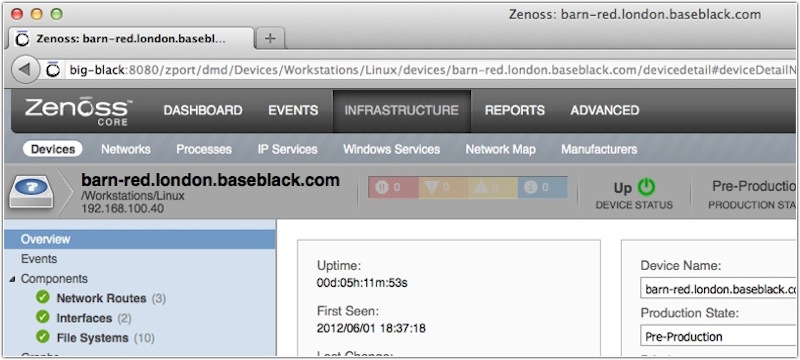 Zenoss: barn-red.london.baseblack.com
Zenoss: barn-red.london.basebl...
big-black:8080/zport/dmd/Devices/Workstations/Linux/devices/barn-red.london.baseblack.com/devicedetail#deviceDetailN
Zenoss CORE DASHBOARD EVENTS INFRASTRUCTURE REPORTS ADVANCED
Devices Networks Processes IP Services Windows Services Network Map Manufacturers
barn-red.london.baseblack.com
/Workstations/Linux
192.168.100.40
0 0 0 0
Up
DEVICE STATUS
Pre-Production
PRODUCTION STA
Overview
Events
Components
Network Routes (3)
Interfaces (2)
File Systems (10)
Uptime:
00d:05h:11m:53s
First Seen:
2012/06/01 18:37:18
Last Change:
Device Name:
barn-red.london.baseblack.co
Production State:
Pre-Production